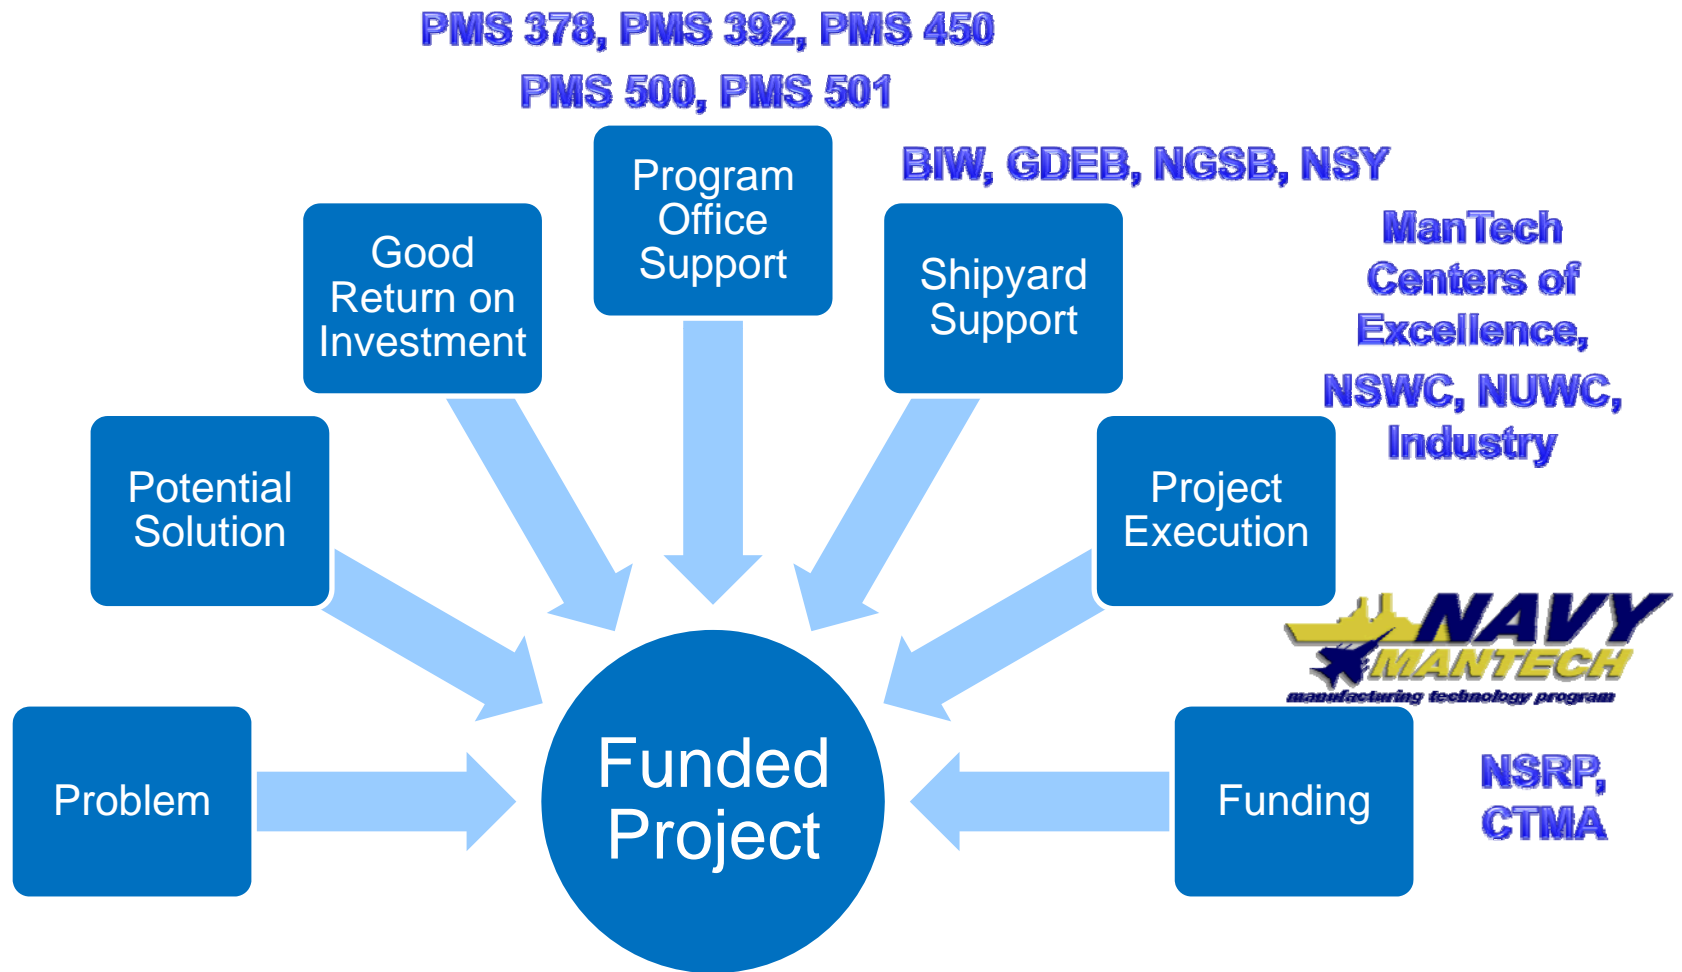 PMS 378, PMS 392, PMS 450
PMS 500, PMS 501
Program
Office
Support
BIW, GDEB, NGSB, NSY
Good
Return on
Investment
Shipyard
Support
ManTech
Centers of
Excellence,
NSWC, NUWC,
Industry
Potential
Solution
Project
Execution
NAVY
MANTECH
manufacturing technology program
Problem
Funded
Project
Funding
NSRP,
CTMA